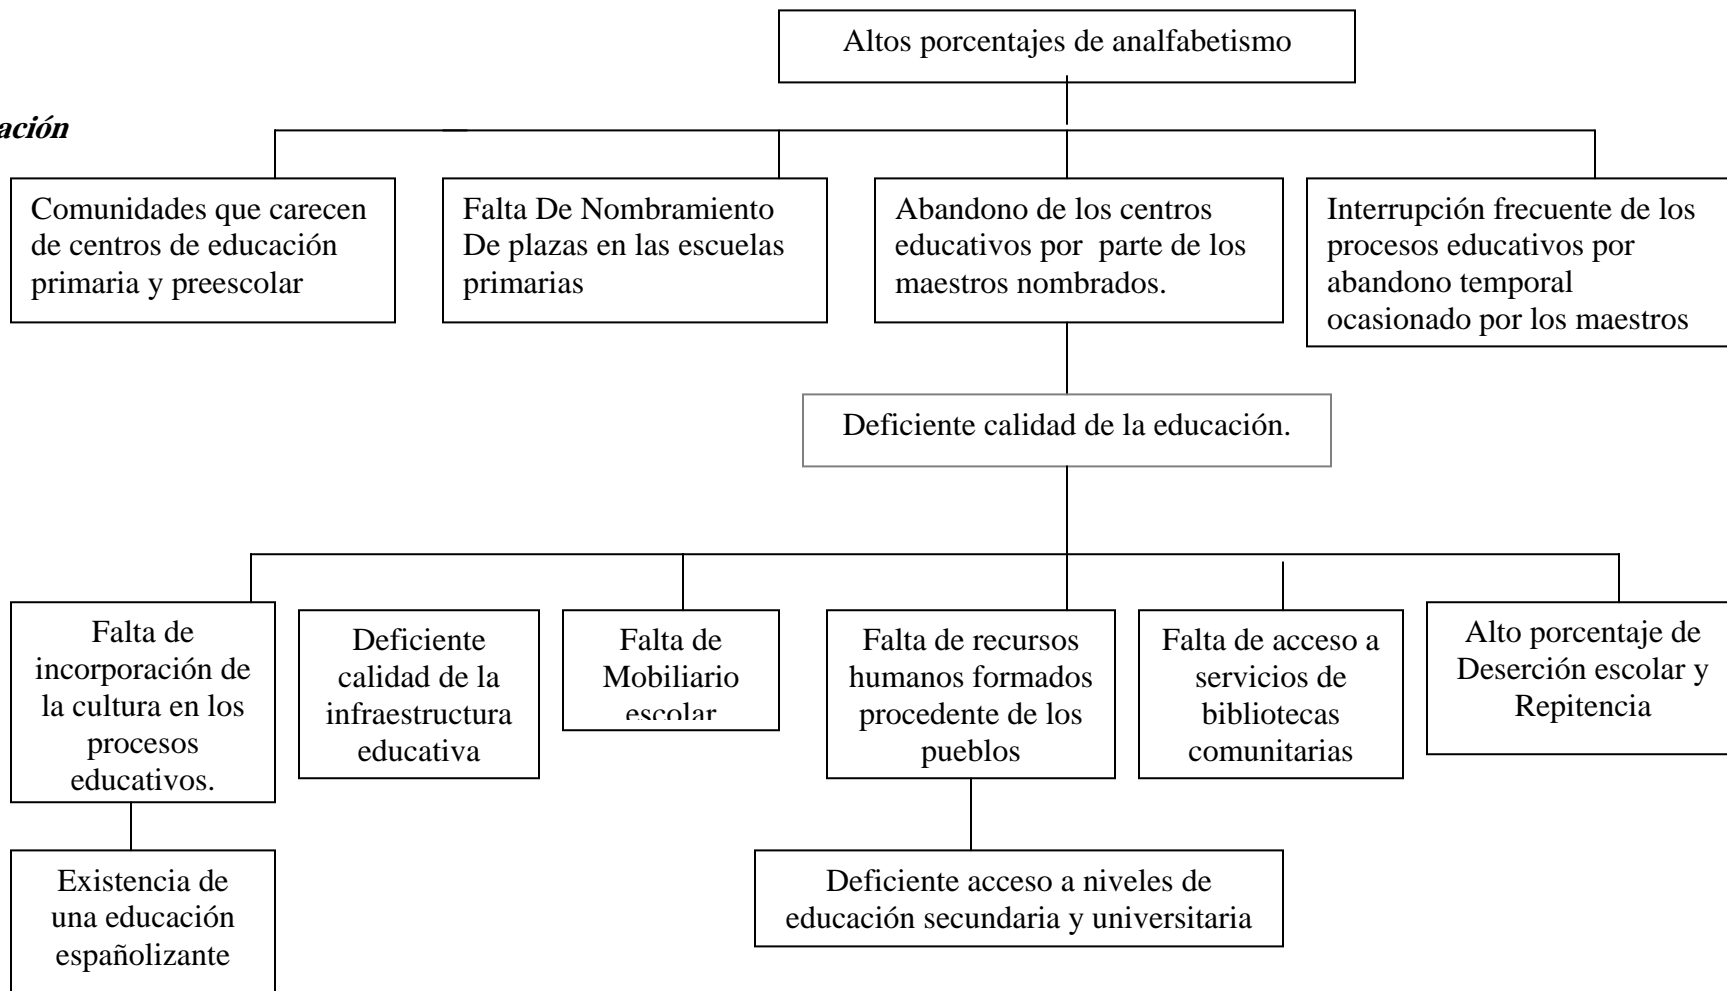 Altos porcentajes de analfabetismo
ación
Comunidades que carecen
de centros de educación
primaria y preescolar
Falta De Nombramiento
De plazas en las escuelas
primarias
Abandono de los centros
educativos por  parte de los
maestros nombrados.
Interrupción frecuente de los
procesos educativos por
abandono temporal
ocasionado por los maestros
Deficiente calidad de la educación.
Falta de
incorporación de
la cultura en los
procesos
educativos.
Deficiente
calidad de la
infraestructura
educativa
Falta de
Mobiliario
escolar
Falta de recursos
humanos formados
procedente de los
pueblos
Falta de acceso a
servicios de
bibliotecas
comunitarias
Alto porcentaje de
Deserción escolar y
Repitencia
Existencia de
una educación
españolizante
Deficiente acceso a niveles de
educación secundaria y universitaria